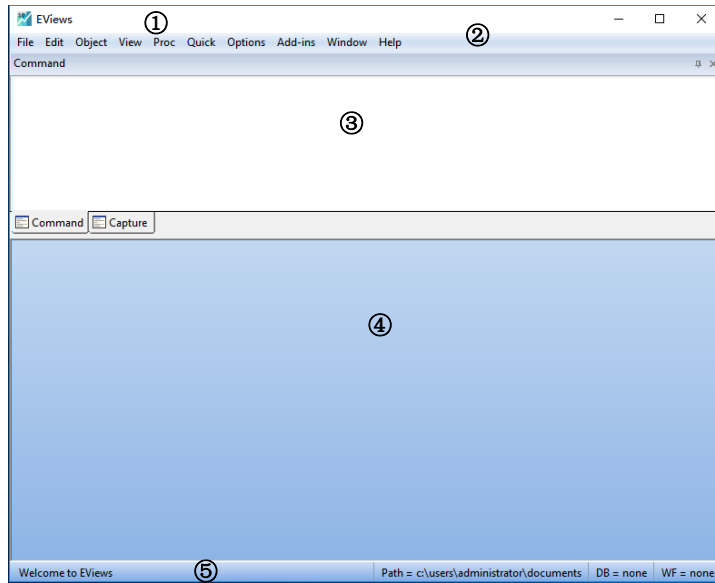 EViews ①
File Edit Object View Proc Quick Options Add-ins Window Help ②
Command
③
Command Capture
④
Welcome to EViews ⑤ Path = c:\users\administrator\documents DB = none WF = none